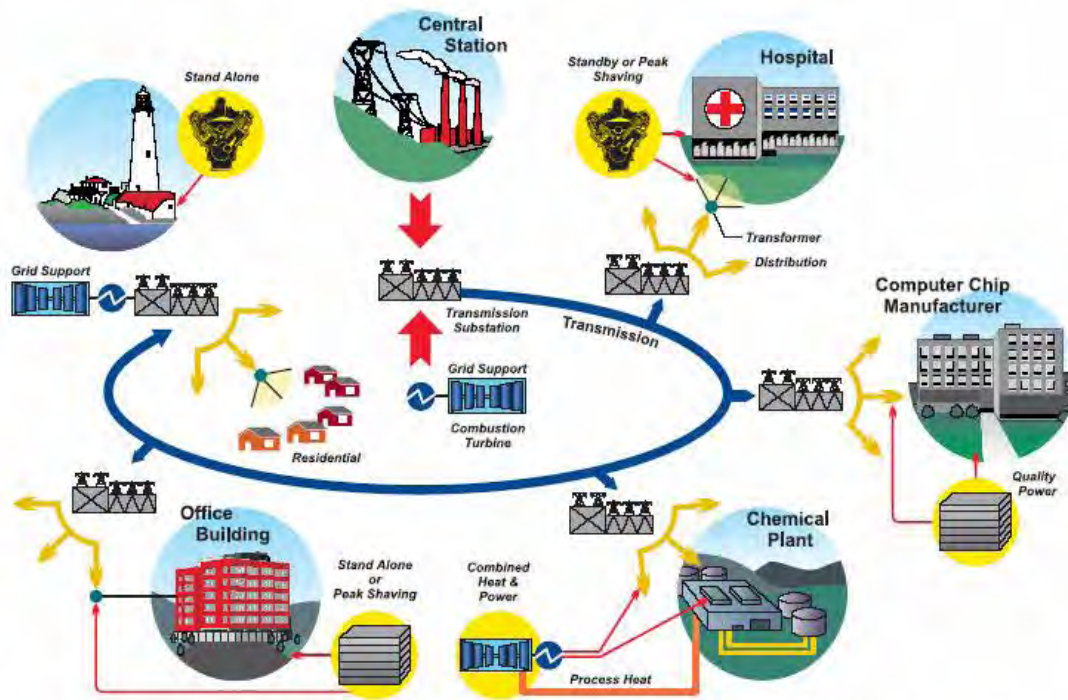 Central
Station
Stand Alone
Standby or Peak
Shaving
Hospital
Transformer
Distribution
Grid Support
Transmission
Substation
Transmission
Computer Chip
Manufacturer
Grid Support
Combustion
Turbine
Residential
Quality
Power
Office
Building
Stand Alone
or
Peak Shaving
Combined
Heat &
Power
Chemical
Plant
Process Heat